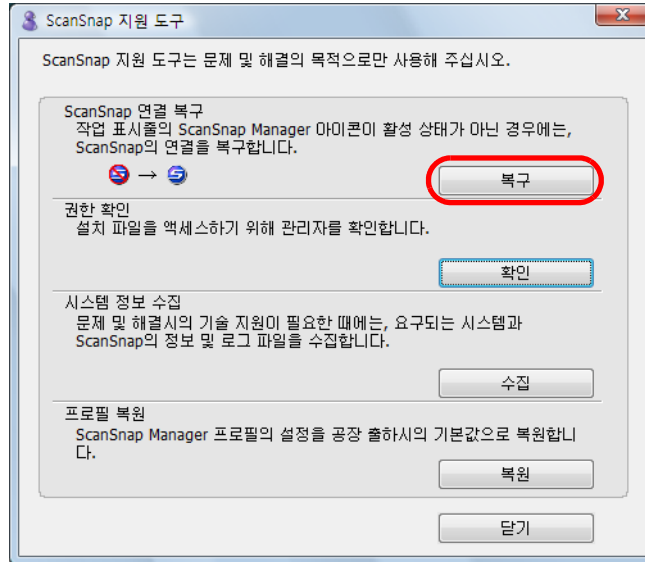 ScanSnap 지원 도구
ScanSnap 지원 도구는 문제 및 해결의 목적으로만 사용해 주십시오.
ScanSnap 연결 복구
작업 표시줄의 ScanSnap Manager 아이콘이 활성 상태가 아닌 경우에는,
ScanSnap의 연결을 복구합니다.
→
복구
권한 확인
설치 파일을 액세스하기 위해 관리자를 확인합니다.
확인
시스템 정보 수집
문제 및 해결시의 기술 지원이 필요한 때에는, 요구되는 시스템과
ScanSnap의 정보 및 로그 파일을 수집합니다.
수집
프로필 복원
ScanSnap Manager 프로필의 설정을 공장 출하시의 기본값으로 복원합니
다.
복원
닫기